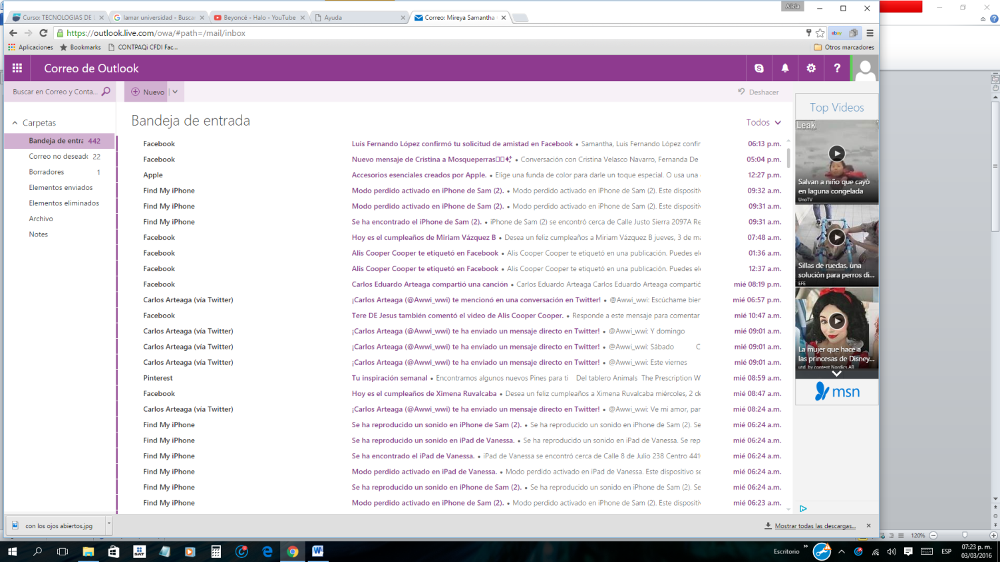 Alicia
Curso: TECNOLOGIAS DE I
lamar universidad - Busca
Beyoncé - Halo - YouTube
Ayuda
Correo: Mireya Samantha
https://outlook.live.com/owa/#path=/mail/inbox
ebay
Aplicaciones
Bookmarks
CONTPAQi CFDI Fac...
Otros marcadores
Correo de Outlook
Buscar en Correo y Conta...
Nuevo
Deshacer
Carpetas
Bandeja de entra 442
Correo no deseado 22
Borradores 1
Elementos enviados
Elementos eliminados
Archivo
Notes
Bandeja de entrada
Todos
Facebook Luis Fernando López confirmó tu solicitud de amistad en Facebook • Samantha, Luis Fernando López confir 06:13 p.m.
Facebook Nuevo mensaje de Cristina a Mosqueperras • Conversación con Cristina Velasco Navarro, Fernanda De 05:04 p.m.
Apple Accesorios esenciales creados por Apple. • Elige una funda de color para darle un toque especial. O usa una 12:27 p.m.
Find My iPhone Modo perdido activado en iPhone de Sam (2). • Modo perdido activado en iPhone de Sam (2). Este dispositiv 09:32 a.m.
Find My iPhone Modo perdido activado en iPhone de Sam (2). • Modo perdido activado en iPhone de Sam (2). Este dispositiv 09:31 a.m.
Find My iPhone Se ha encontrado el iPhone de Sam (2). • iPhone de Sam (2) se encontró cerca de Calle Justo Sierra 2097A Re 09:31 a.m.
Facebook Hoy es el cumpleaños de Miriam Vázquez B • Desea un feliz cumpleaños a Miriam Vázquez B jueves, 3 de ma 07:48 a.m.
Facebook Alis Cooper Cooper te etiquetó en Facebook • Alis Cooper Cooper te etiquetó en una publicación. Puedes ele 01:36 a.m.
Facebook Alis Cooper Cooper te etiquetó en Facebook • Alis Cooper Cooper te etiquetó en una publicación. Puedes ele 12:37 a.m.
Facebook Carlos Eduardo Arteaga compartió una canción • Carlos Eduardo Arteaga Carlos Eduardo Arteaga compartió mié 08:19 p.m.
Carlos Arteaga (vía Twitter) ¡Carlos Arteaga (@Awwi_wwi) te mencionó en una conversación en Twitter! • @Awwi_wwi: Escúchame bier mié 06:57 p.m.
Facebook Tere DE Jesus también comentó el video de Alis Cooper Cooper. • Responde a este mensaje para comentar mié 10:47 a.m.
Carlos Arteaga (vía Twitter) ¡Carlos Arteaga (@Awwi_wwi) te ha enviado un mensaje directo en Twitter! • @Awwi_wwi: Y domingo mié 09:01 a.m.
Carlos Arteaga (vía Twitter) ¡Carlos Arteaga (@Awwi_wwi) te ha enviado un mensaje directo en Twitter! • @Awwi_wwi: Sábado C mié 09:01 a.m.
Carlos Arteaga (vía Twitter) ¡Carlos Arteaga (@Awwi_wwi) te ha enviado un mensaje directo en Twitter! • @Awwi_wwi: Este viernes mié 09:01 a.m.
Pinterest Tu inspiración semanal • Encontramos algunos nuevos Pines para ti Del tablero Animals The Prescription W mié 08:59 a.m.
Facebook Hoy es el cumpleaños de Ximena Ruvalcaba • Desea un feliz cumpleaños a Ximena Ruvalcaba miércoles, 2 de mié 08:47 a.m.
Carlos Arteaga (vía Twitter) ¡Carlos Arteaga (@Awwi_wwi) te ha enviado un mensaje directo en Twitter! • @Awwi_wwi: Ve mi amor, par mié 08:24 a.m.
Find My iPhone Se ha reproducido un sonido en iPhone de Sam (2). • Se ha reproducido un sonido en iPhone de Sam (2). Se mié 06:24 a.m.
Find My iPhone Se ha reproducido un sonido en iPad de Vanessa. • Se ha reproducido un sonido en iPad de Vanessa. Se rep mié 06:24 a.m.
Find My iPhone Se ha encontrado el iPad de Vanessa. • iPad de Vanessa se encontró cerca de Calle 8 de Julio 238 Centro 441 mié 06:24 a.m.
Find My iPhone Modo perdido activado en iPad de Vanessa. • Modo perdido activado en iPad de Vanessa. Este dispositivo se mié 06:24 a.m.
Find My iPhone Se ha reproducido un sonido en iPhone de Sam (2). • Se ha reproducido un sonido en iPhone de Sam (2). Se mié 06:24 a.m.
Find My iPhone Modo perdido activado en iPhone de Sam (2). • Modo perdido activado en iPhone de Sam (2). Este dispositi mié 06:23 a.m.
Top Videos
Leak
Salvan a niño que cayó
en laguna congelada
UnoTV
Sillas de ruedas, una
solución para perros di...
EFE
La mujer que hace a
las princesas de Disney...
utd. by content Nordics AB
msn
con los ojos abiertos.jpg
Mostrar todas las descargas...
120%
SAT
Escritorio
ESP
07:23 p. m.
03/03/2016